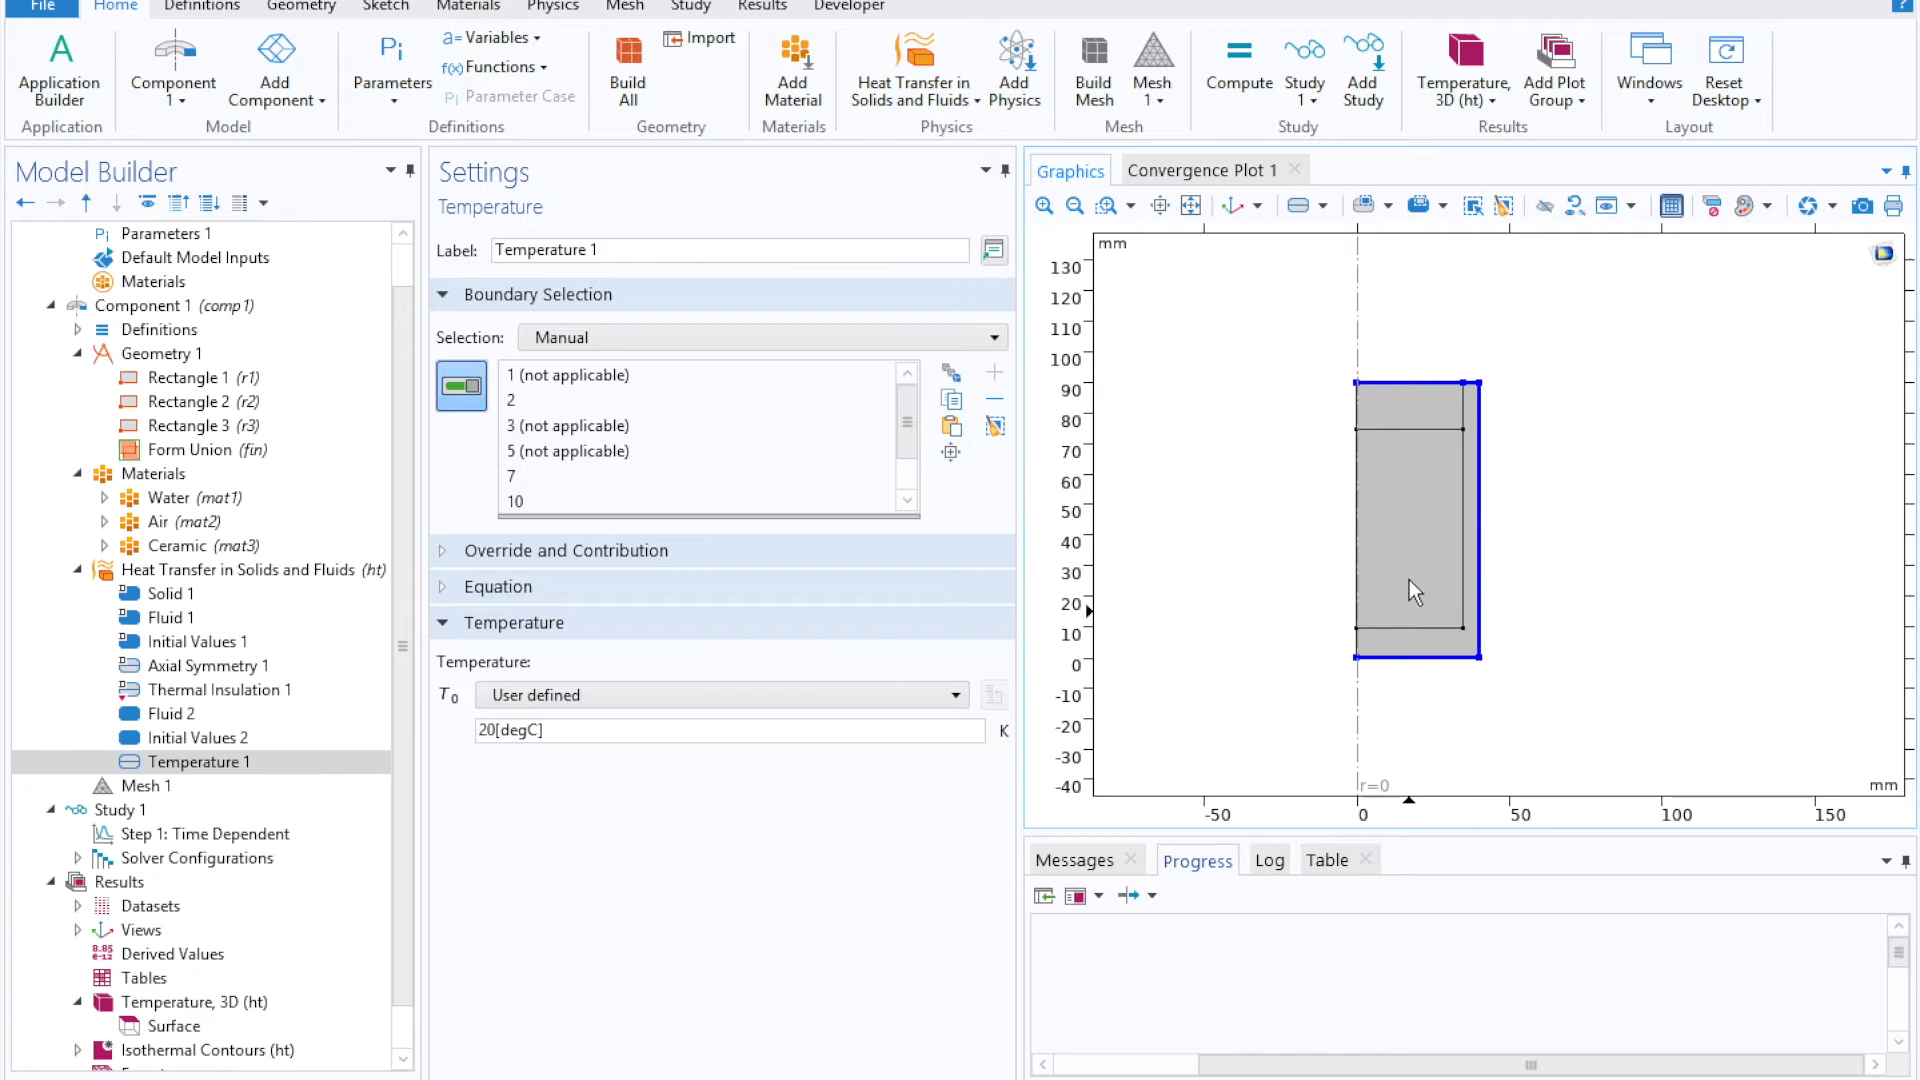 File Home Definitions Geometry Sketch Materials Physics Mesh Study Results Developer
Application Builder
Component 1
Add Component
Parameters
a= Variables
f(x) Functions
Pi Parameter Case
Build All
Import
Add Material
Heat Transfer in Solids and Fluids
Add Physics
Build Mesh
Mesh 1
Compute
Study 1
Add Study
Temperature, 3D (ht)
Add Plot Group
Windows
Reset Desktop
Application Model Definitions Geometry Materials Physics Mesh Study Results Layout
Model Builder
Pi Parameters 1
Default Model Inputs
Materials
Component 1 (comp1)
Definitions
Geometry 1
Rectangle 1 (r1)
Rectangle 2 (r2)
Rectangle 3 (r3)
Form Union (fin)
Materials
Water (mat1)
Air (mat2)
Ceramic (mat3)
Heat Transfer in Solids and Fluids (ht)
Solid 1
Fluid 1
Initial Values 1
Axial Symmetry 1
Thermal Insulation 1
Fluid 2
Initial Values 2
Temperature 1
Mesh 1
Study 1
Step 1: Time Dependent
Solver Configurations
Results
Datasets
Views
8.85 e-12 Derived Values
Tables
Temperature, 3D (ht)
Surface
Isothermal Contours (ht)
Settings
Temperature
Label: Temperature 1
Boundary Selection
Selection: Manual
1 (not applicable)
2
3 (not applicable)
5 (not applicable)
7
10
Override and Contribution
Equation
Temperature
Temperature:
T0 User defined
20[degC] K
Graphics Convergence Plot 1
mm
130
120
110
100
90
80
70
60
50
40
30
20
10
0
-10
-20
-30
-40
r=0 mm
-50 0 50 100 150
Messages Progress Log Table